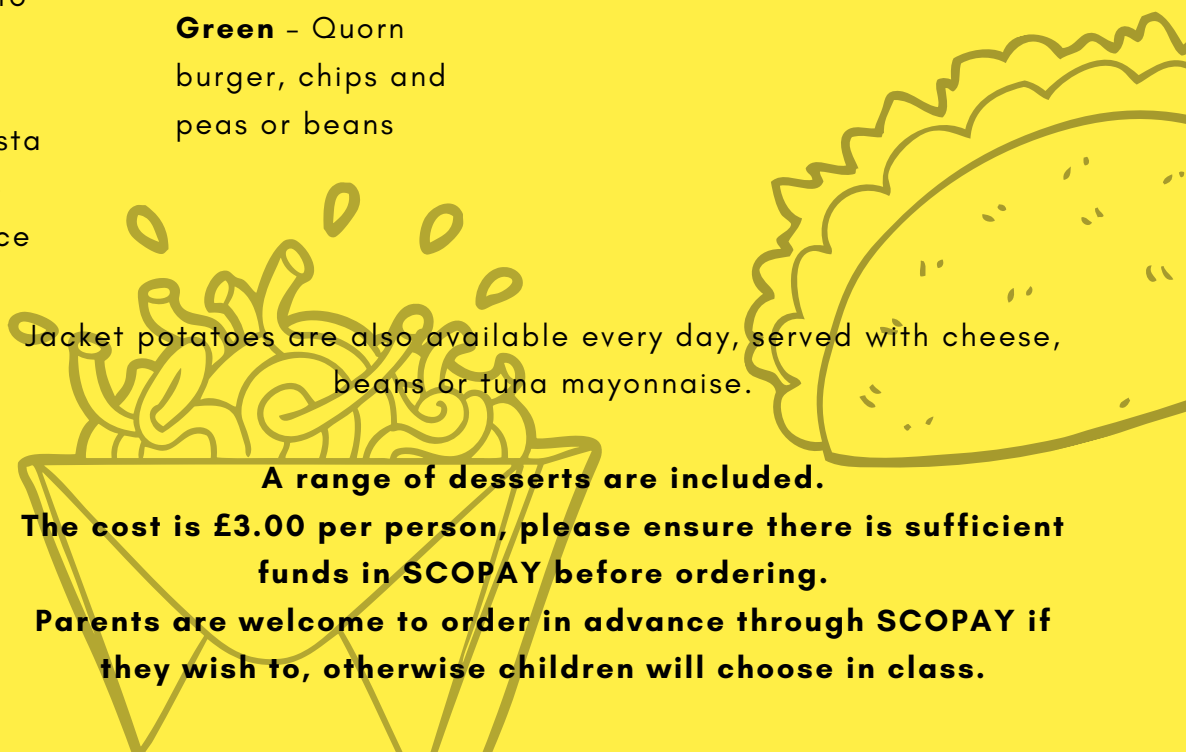 Green – Quorn
burger, chips and
peas or beans
Jacket potatoes are also available every day, served with cheese,
beans or tuna mayonnaise.
A range of desserts are included.
The cost is £3.00 per person, please ensure there is sufficient
funds in SCOPAY before ordering.
Parents are welcome to order in advance through SCOPAY if
they wish to, otherwise children will choose in class.